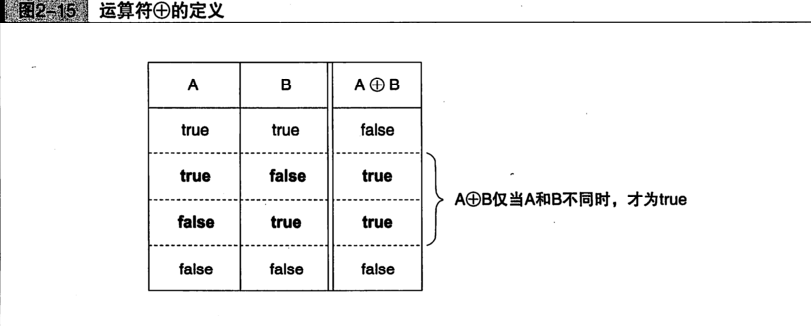 图2-15 运算符⊕的定义
A B A ⊕ B
true true false
true false true
A⊕B仅当A和B不同时，才为true
false true true
false false false